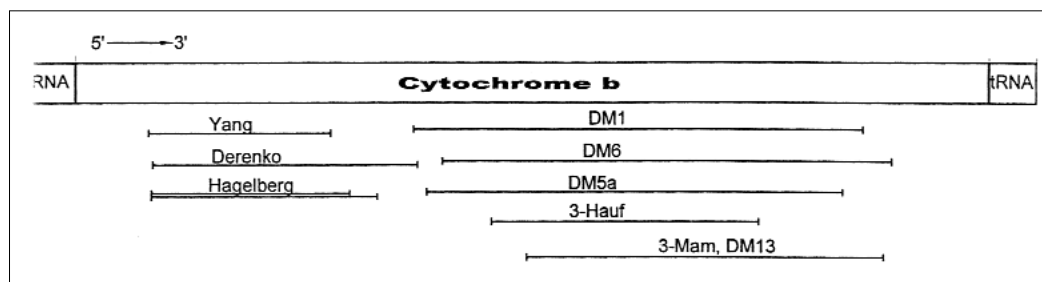 5' 3'
RNA Cytochrome b tRNA
Yang DM1
Derenko DM6
Hagelberg DM5a
3-Hauf
3-Mam, DM13